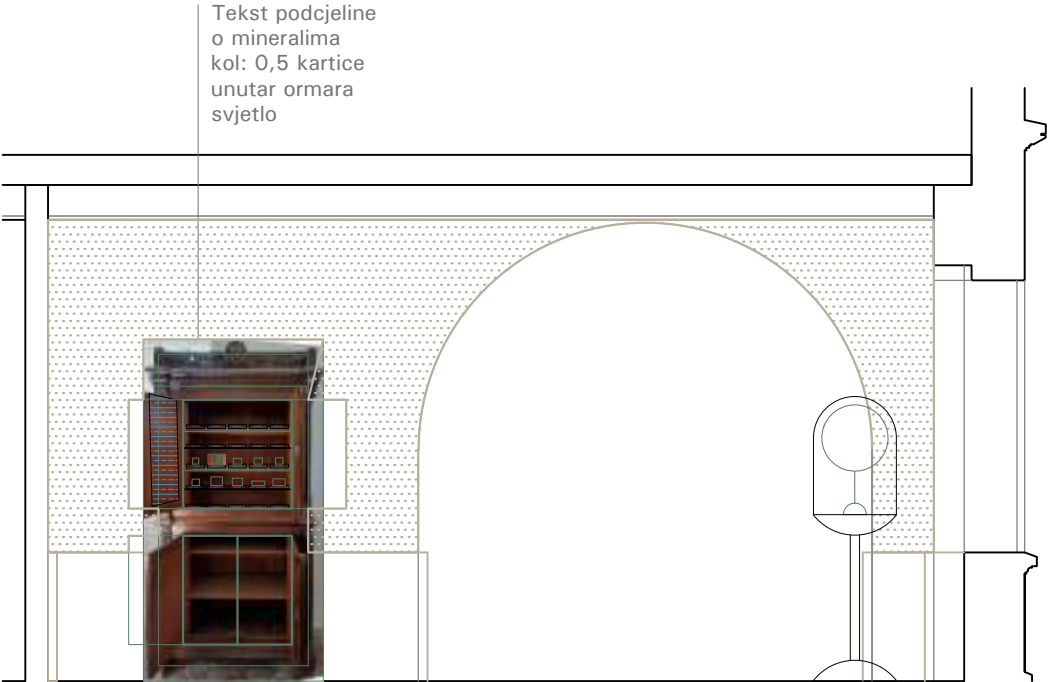 Tekst podcjeline
o mineralima
kol: 0,5 kartice
unutar ormara
svjetlo